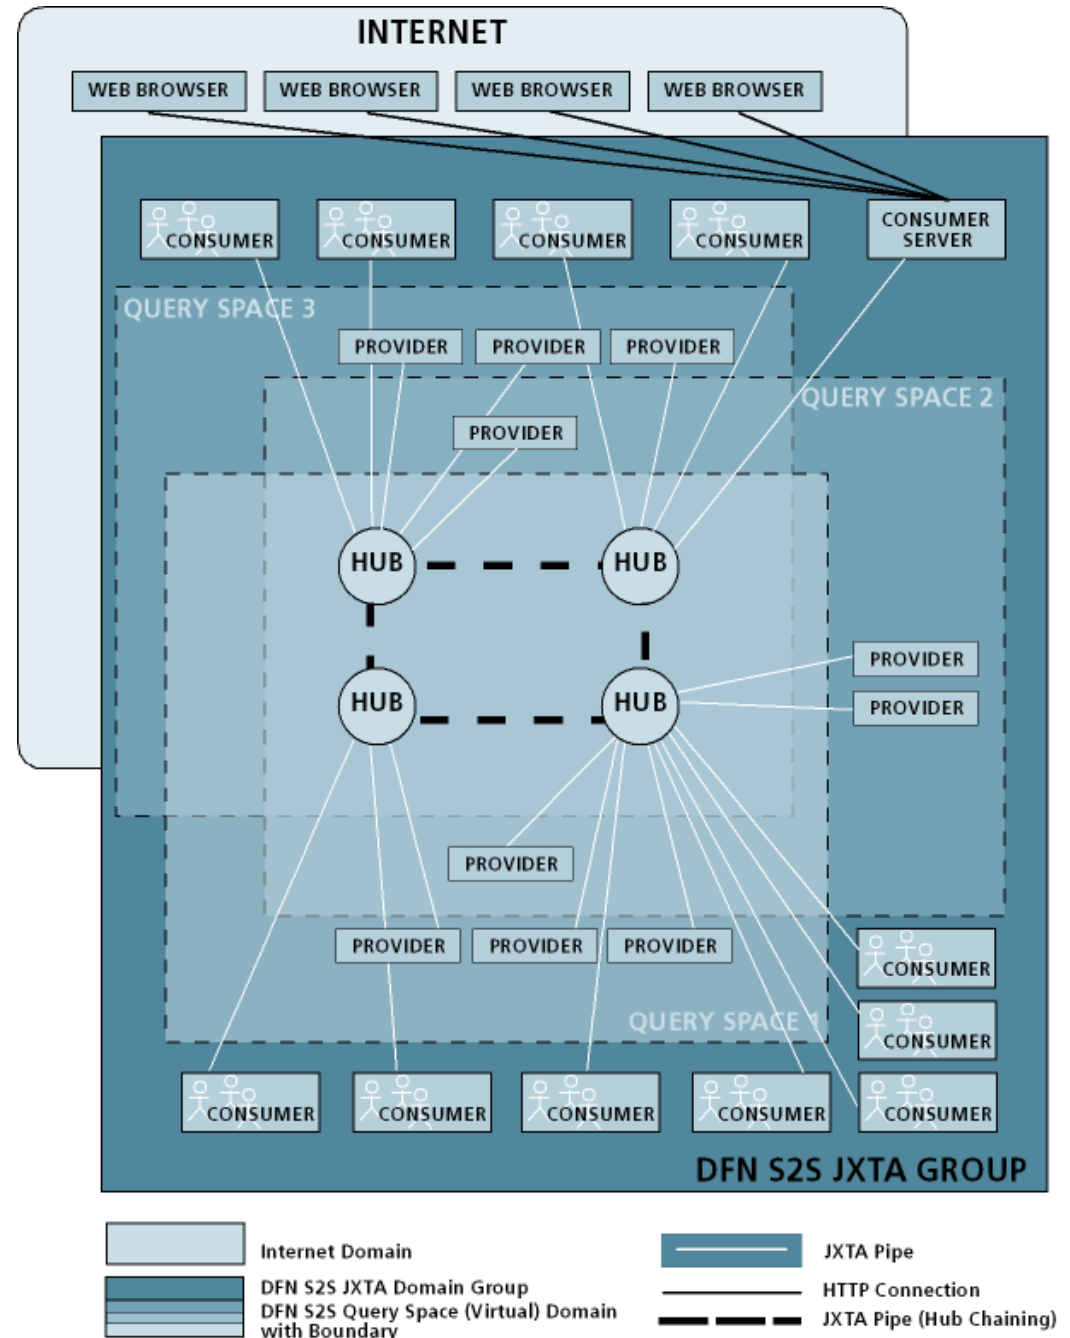 INTERNET
WEB BROWSER WEB BROWSER WEB BROWSER WEB BROWSER
CONSUMER CONSUMER CONSUMER CONSUMER
CONSUMER
SERVER
QUERY SPACE 3
PROVIDER PROVIDER PROVIDER
QUERY SPACE 2
PROVIDER
HUB HUB
PROVIDER
HUB HUB
PROVIDER
PROVIDER
PROVIDER PROVIDER PROVIDER
CONSUMER
QUERY SPACE 1
CONSUMER
CONSUMER CONSUMER CONSUMER CONSUMER CONSUMER
DFN S2S JXTA GROUP
Internet Domain
DFN S2S JXTA Domain Group
DFN S2S Query Space (Virtual) Domain
with Boundary
JXTA Pipe
HTTP Connection
JXTA Pipe (Hub Chaining)